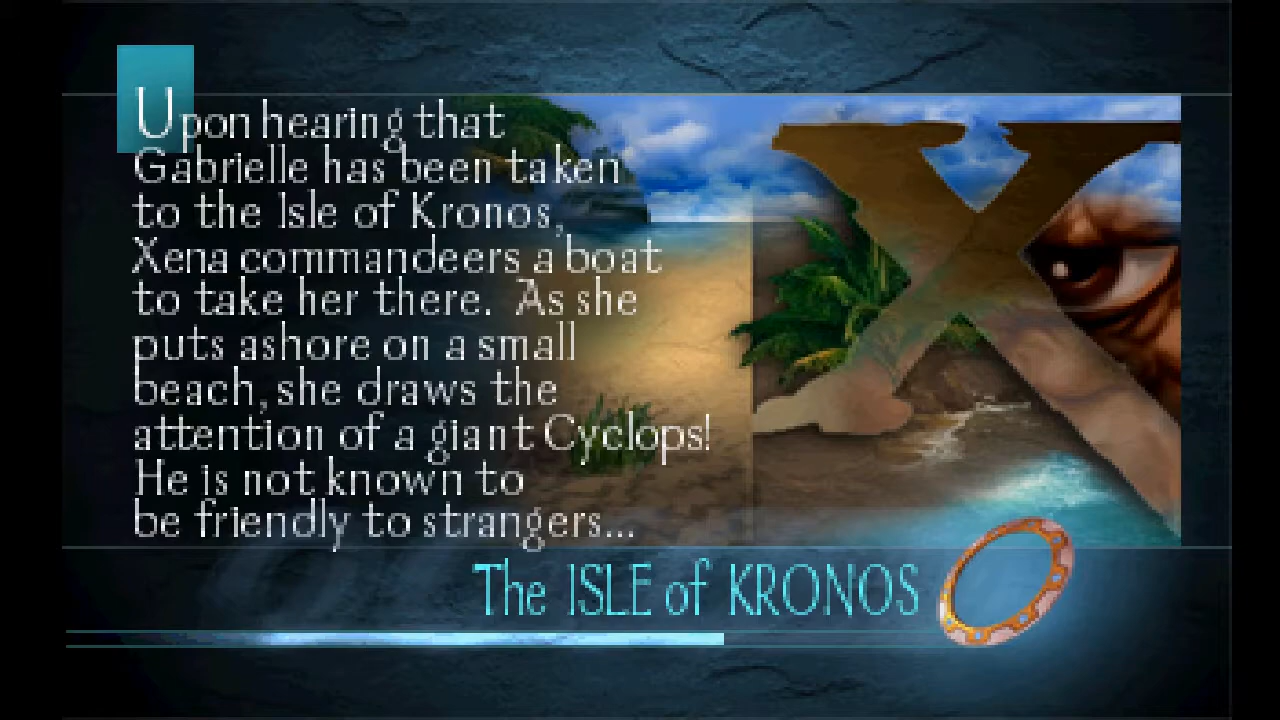 Upon hearing that
Gabrielle has been taken
to the Isle of Kronos,
Xena commandeers a boat
to take her there. As she
puts ashore on a small
beach, she draws the
attention of a giant Cyclops!
He is not known to
be friendly to strangers...
X
The ISLE of KRONOS